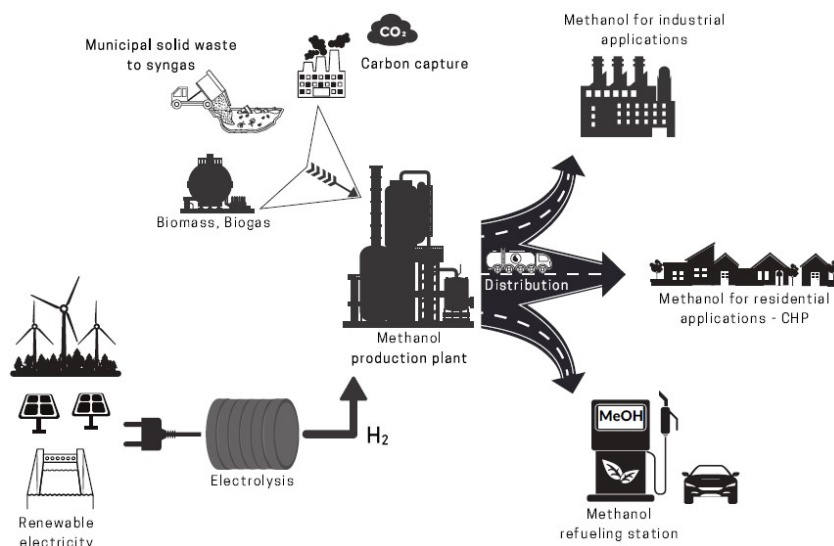 Municipal solid waste
to syngas
CO₂
Carbon capture
Methanol for industrial
applications
Biomass, Biogas
Distribution
Methanol for residential
applications - CHP
Methanol
production plant
MeOH
H₂
Electrolysis
Renewable
electricity
Methanol
refueling station